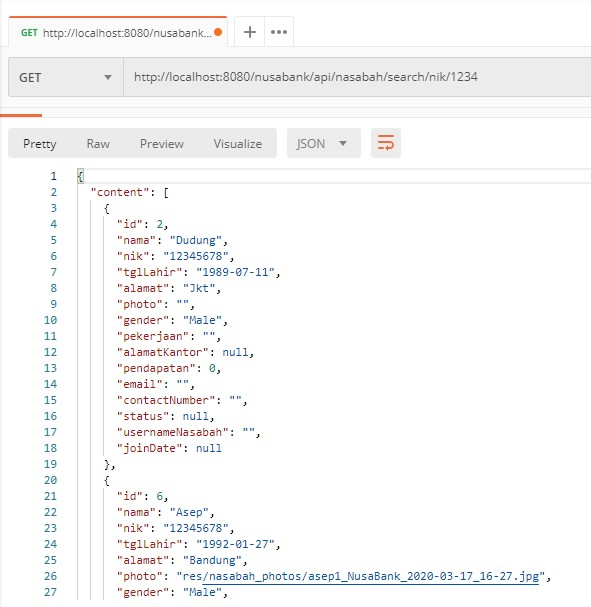 GET http://localhost:8080/nusabank...
GET http://localhost:8080/nusabank/api/nasabah/search/nik/1234
Pretty Raw Preview Visualize JSON
1 {
2 "content": [
3 {
4 "id": 2,
5 "nama": "Dudung",
6 "nik": "12345678",
7 "tglLahir": "1989-07-11",
8 "alamat": "Jkt",
9 "photo": "",
10 "gender": "Male",
11 "pekerjaan": "",
12 "alamatKantor": null,
13 "pendapatan": 0,
14 "email": "",
15 "contactNumber": "",
16 "status": null,
17 "usernameNasabah": "",
18 "joinDate": null
19 },
20 {
21 "id": 6,
22 "nama": "Asep",
23 "nik": "12345678",
24 "tglLahir": "1992-01-27",
25 "alamat": "Bandung",
26 "photo": "res/nasabah_photos/asep1_NusaBank_2020-03-17_16-27.jpg",
27 "gender": "Male",